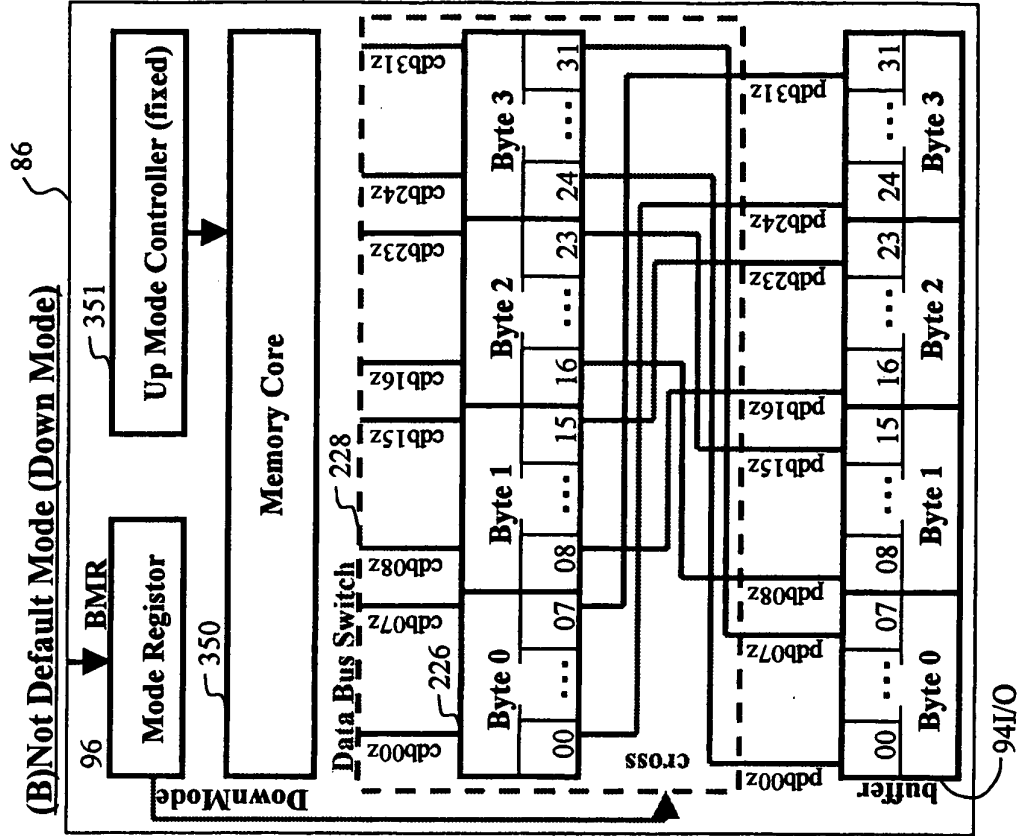 (B)Not Default Mode (Down Mode)
86
BMR
96
Mode Register
351
Up Mode Controller (fixed)
350
Memory Core
DownMode
Data Bus Switch
228
cdb00z
cdb07z
cdb08z
cdb15z
cdb16z
cdb23z
cdb24z
cdb31z
226
Byte 0
Byte 1
Byte 2
Byte 3
00 ... 07 08 ... 15 16 ... 23 24 ... 31
cross
pdb00z
pdb07z
pdb08z
pdb15z
pdb16z
pdb23z
pdb24z
pdb31z
buffer
00 ... 07 08 ... 15 16 ... 23 24 ... 31
Byte 0
Byte 1
Byte 2
Byte 3
94I/O